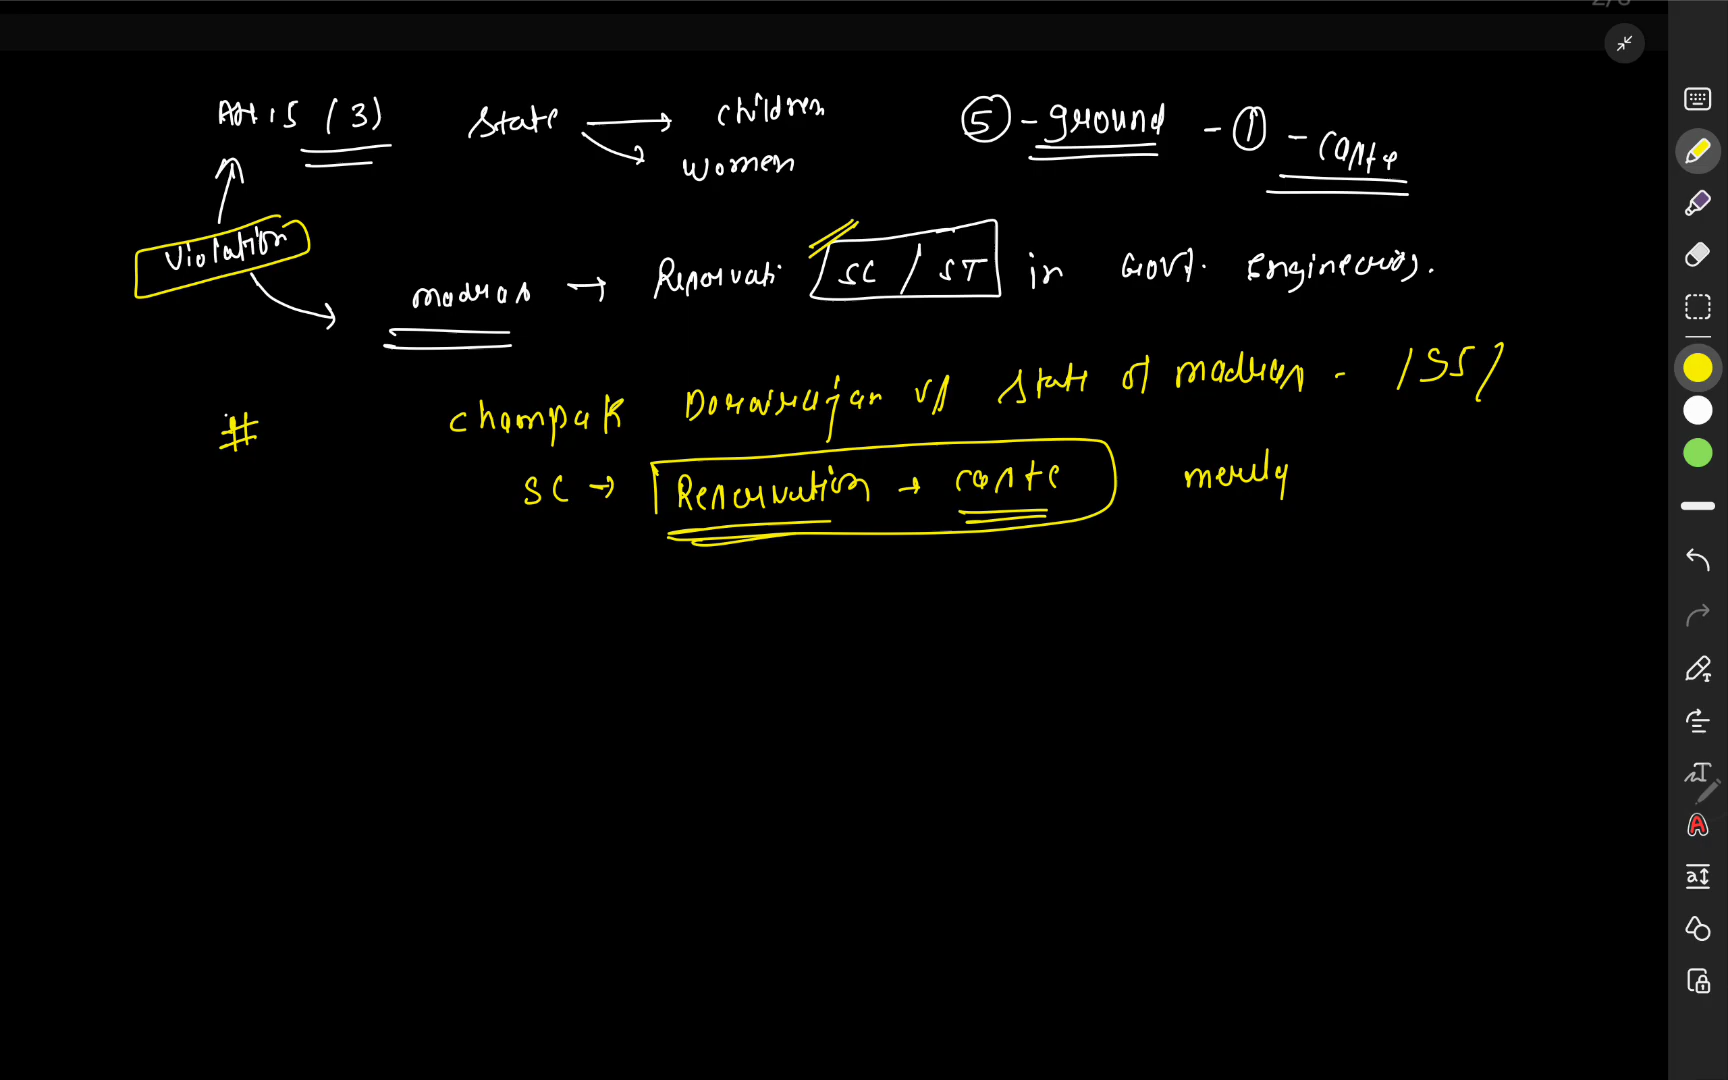 Art 15 (3) State → children ⑤ - ground - ① - caste
women
Violation
madras → Reservati SC / ST in Govt. Engineering.
# champak Dorairajan v/s State of madras - 1951
SC → Reservation → caste merely